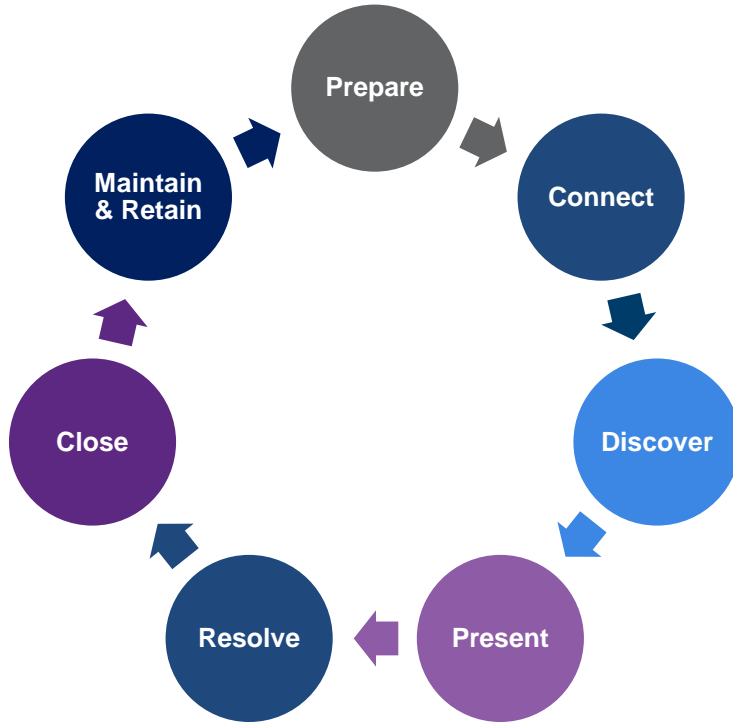 Prepare
Connect
Discover
Present
Resolve
Close
Maintain
& Retain